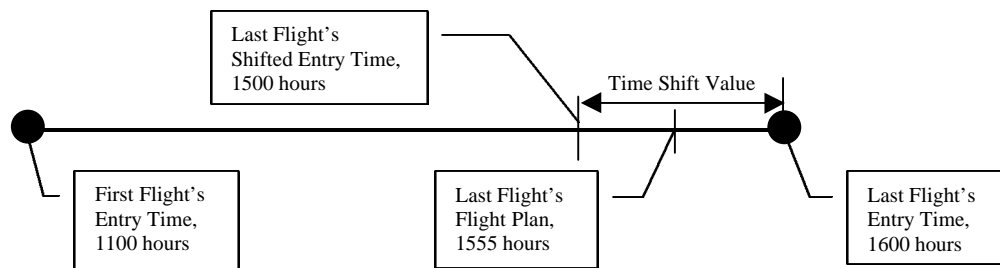 Last Flight's
Shifted Entry Time,
1500 hours
Time Shift Value
First Flight's
Entry Time,
1100 hours
Last Flight's
Flight Plan,
1555 hours
Last Flight's
Entry Time,
1600 hours